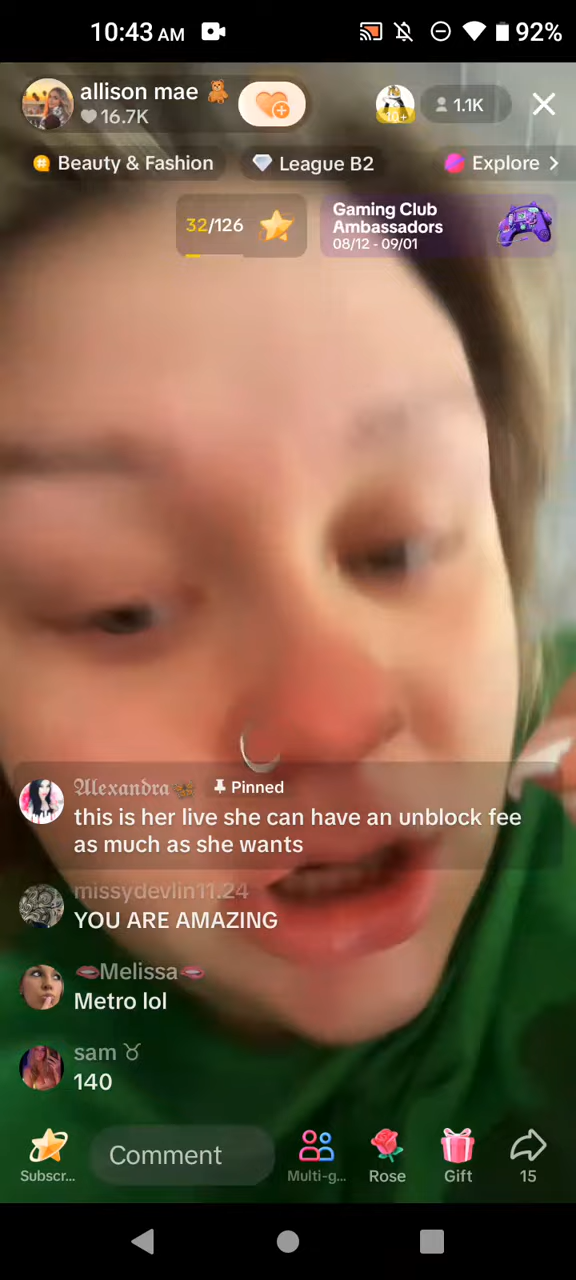 10:43 AM
92%
allison mae 🧸
16.7K
10+
1.1K
Beauty & Fashion
League B2
Explore >
32/126
Gaming Club
Ambassadors
08/12 - 09/01
𝔄𝔩𝔢𝔵𝔞𝔫𝔡𝔯𝔞🦋
Pinned
this is her live she can have an unblock fee
as much as she wants
missydevlin11.24
YOU ARE AMAZING
🫦Melissa🫦
Metro lol
sam ♉︎
140
Subscr...
Comment
Multi-g...
Rose
Gift
15